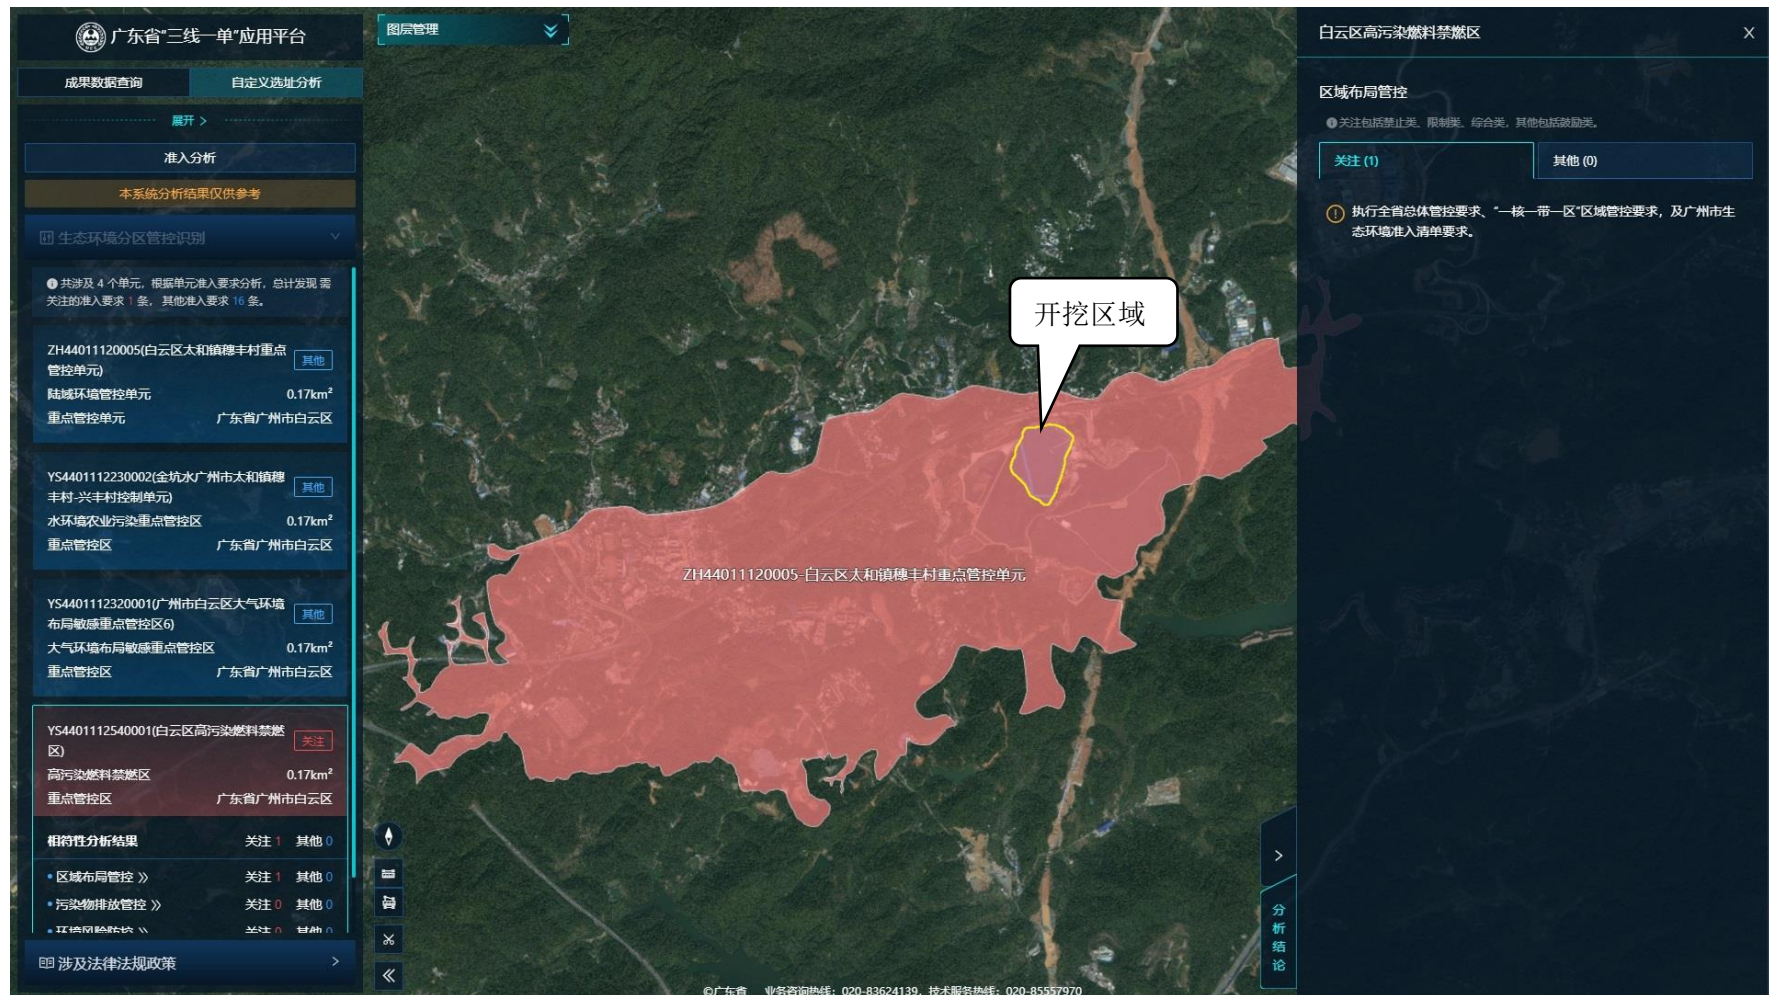 广东省"三线一单"应用平台
成果数据查询
自定义选址分析
展开 >
准入分析
本系统分析结果仅供参考
生态环境分区管控识别
共涉及 4 个单元，根据单元准入要求分析，总计发现 需
关注的准入要求 1 条， 其他准入要求 16 条。
ZH44011120005(白云区太和镇穗丰村重点
管控单元)
其他
陆域环境管控单元 0.17km²
重点管控单元 广东省广州市白云区
YS4401112230002(金坑水广州市太和镇穗
丰村-兴丰村控制单元)
其他
水环境农业污染重点管控区 0.17km²
重点管控区 广东省广州市白云区
YS4401112320001(广州市白云区大气环境
布局敏感重点管控区6)
其他
大气环境布局敏感重点管控区 0.17km²
重点管控区 广东省广州市白云区
YS4401112540001(白云区高污染燃料禁燃
区)
关注
高污染燃料禁燃区 0.17km²
重点管控区 广东省广州市白云区
相符性分析结果 关注 1 其他 0
• 区域布局管控 » 关注 1 其他 0
• 污染物排放管控 » 关注 0 其他 0
• 环境风险防控 » 关注 0 其他 0
涉及法律法规政策 >
图层管理
开挖区域
ZH44011120005-白云区太和镇穗丰村重点管控单元
分析结论
©广东省 业务咨询热线：020-83624139，技术服务热线：020-85557970
白云区高污染燃料禁燃区 X
区域布局管控
关注包括禁止类、限制类、综合类，其他包括鼓励类。
关注 (1)
其他 (0)
执行全省总体管控要求、"一核一带一区"区域管控要求，及广州市生
态环境准入清单要求。